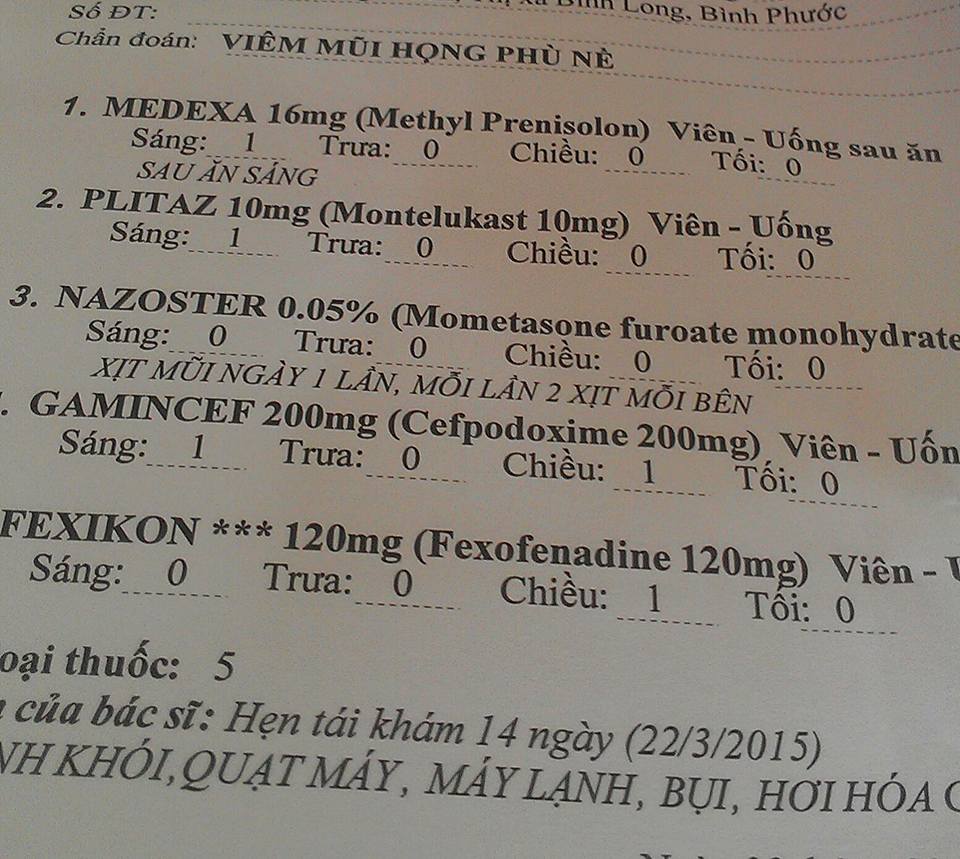 Số ĐT:
Bình Long, Bình Phước
Chẩn đoán: VIÊM MŨI HỌNG PHÙ NÈ
1. MEDEXA 16mg (Methyl Prenisolon) Viên - Uống sau ăn
Sáng: 1 Trưa: 0 Chiều: 0 Tối: 0
SAU ĂN SÁNG
2. PLITAZ 10mg (Montelukast 10mg) Viên - Uống
Sáng: 1 Trưa: 0 Chiều: 0 Tối: 0
3. NAZOSTER 0.05% (Mometasone furoate monohydrate
Sáng: 0 Trưa: 0 Chiều: 0 Tối: 0
XỊT MŨI NGÀY 1 LẦN, MỖI LẦN 2 XỊT MỖI BÊN
. GAMINCEF 200mg (Cefpodoxime 200mg) Viên - Uốn
Sáng: 1 Trưa: 0 Chiều: 1 Tối: 0
FEXIKON *** 120mg (Fexofenadine 120mg) Viên -
Sáng: 0 Trưa: 0 Chiều: 1 Tối: 0
oại thuốc: 5
của bác sĩ: Hẹn tái khám 14 ngày (22/3/2015)
NH KHÓI, QUẠT MÁY, MÁY LẠNH, BỤI, HƠI HÓA